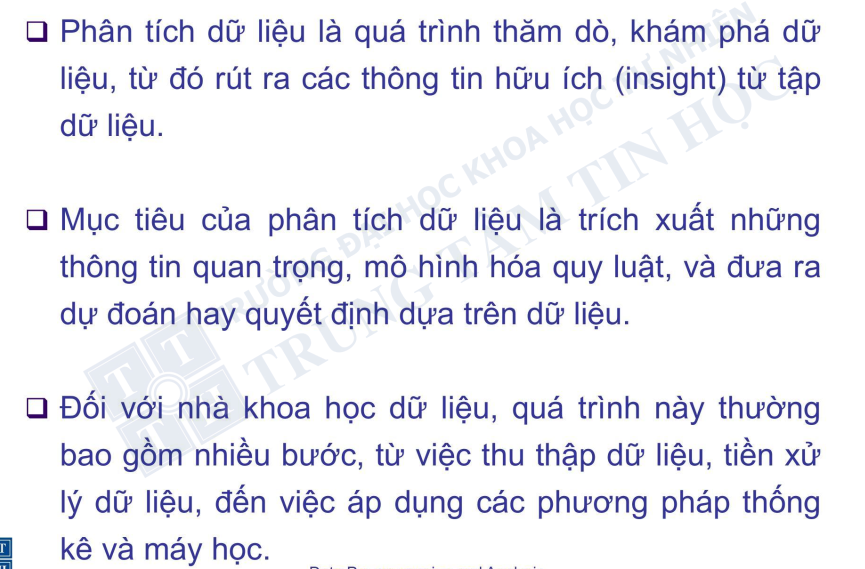 ❑ Phân tích dữ liệu là quá trình thăm dò, khám phá dữ
liệu, từ đó rút ra các thông tin hữu ích (insight) từ tập
dữ liệu.
❑ Mục tiêu của phân tích dữ liệu là trích xuất những
thông tin quan trọng, mô hình hóa quy luật, và đưa ra
dự đoán hay quyết định dựa trên dữ liệu.
❑ Đối với nhà khoa học dữ liệu, quá trình này thường
bao gồm nhiều bước, từ việc thu thập dữ liệu, tiền xử
lý dữ liệu, đến việc áp dụng các phương pháp thống
kê và máy học.
TRƯỜNG ĐẠI HỌC KHOA HỌC TỰ NHIÊN
TRUNG TÂM TIN HỌC